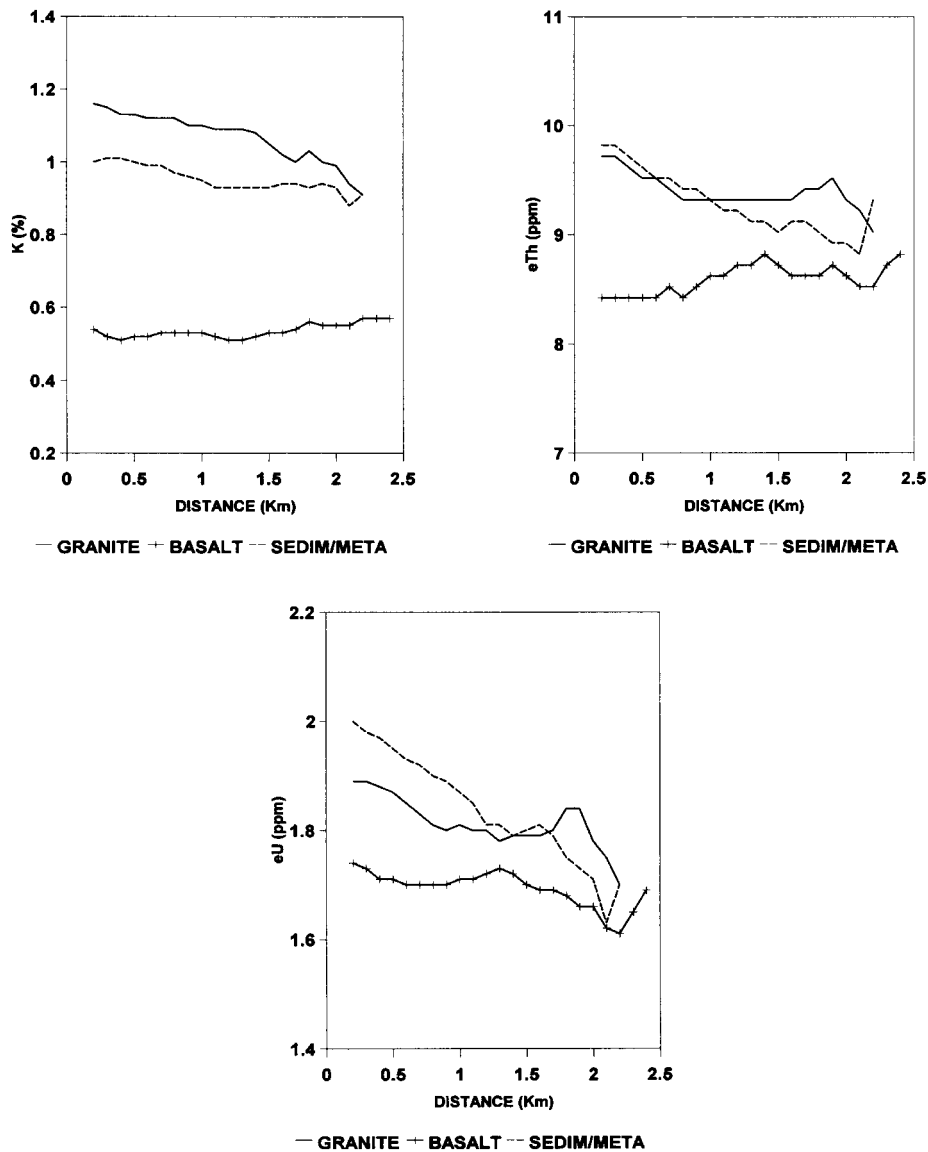 1.4
1.2
1
0.8
0.6
0.4
0.2
K (%)
0 0.5 1 1.5 2 2.5
DISTANCE (Km)
GRANITE BASALT SEDIM/META
11
10
9
8
7
eTh (ppm)
0 0.5 1 1.5 2 2.5
DISTANCE (Km)
GRANITE BASALT SEDIM/META
2.2
2
1.8
1.6
1.4
eU (ppm)
0 0.5 1 1.5 2 2.5
DISTANCE (Km)
GRANITE BASALT SEDIM/META